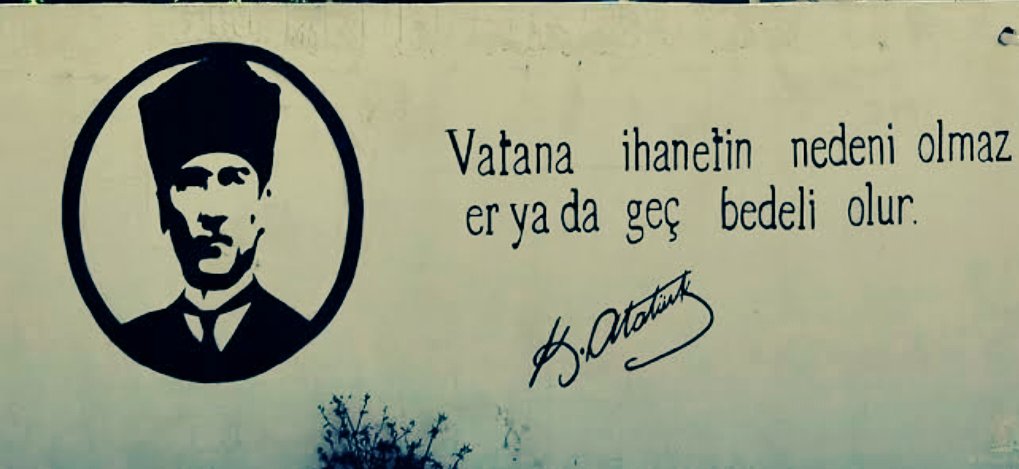 Vatana ihanetin nedeni olmaz
er ya da geç bedeli olur.
K. Atatürk